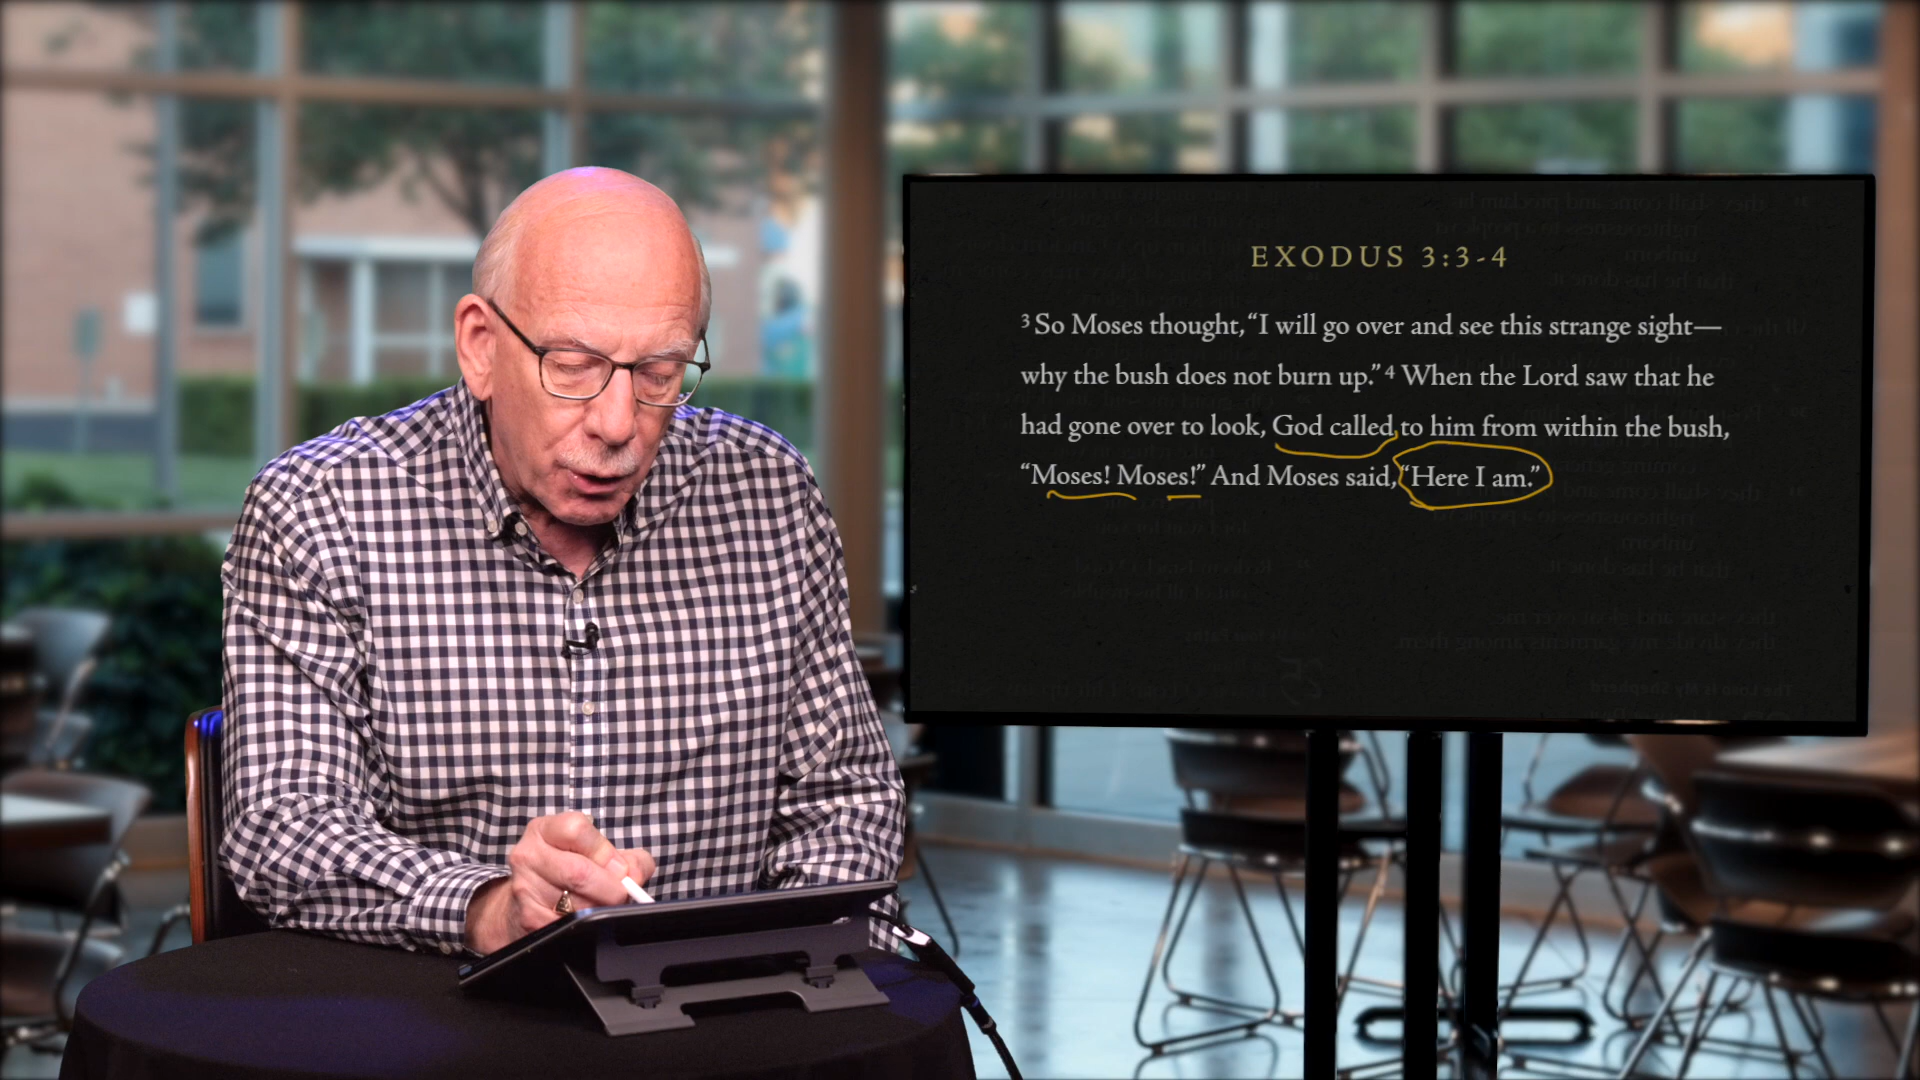 EXODUS 3:3-4
³ So Moses thought, “I will go over and see this strange sight—
why the bush does not burn up.” ⁴ When the Lord saw that he
had gone over to look, God called to him from within the bush,
“Moses! Moses!” And Moses said, “Here I am.”